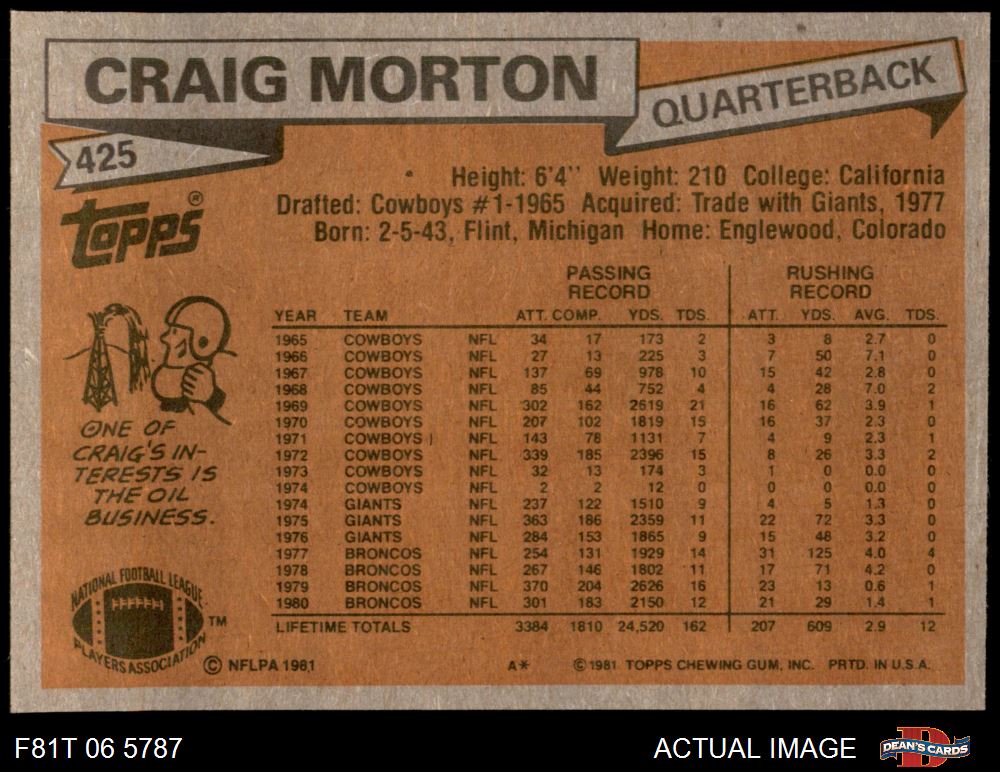 CRAIG MORTON
QUARTERBACK
425
TOPPS®
Height: 6'4'' Weight: 210 College: California
Drafted: Cowboys #1-1965 Acquired: Trade with Giants, 1977
Born: 2-5-43, Flint, Michigan Home: Englewood, Colorado
PASSING RECORD RUSHING RECORD
YEAR TEAM ATT. COMP. YDS. TDS. ATT. YDS. AVG. TDS.
1965 COWBOYS NFL 34 17 173 2 3 8 2.7 0
1966 COWBOYS NFL 27 13 225 3 7 50 7.1 0
1967 COWBOYS NFL 137 69 978 10 15 42 2.8 0
1968 COWBOYS NFL 85 44 752 4 4 28 7.0 2
1969 COWBOYS NFL 302 162 2619 21 16 62 3.9 1
1970 COWBOYS NFL 207 102 1819 15 16 37 2.3 0
1971 COWBOYS NFL 143 78 1131 7 4 9 2.3 1
1972 COWBOYS NFL 339 185 2396 15 8 26 3.3 2
1973 COWBOYS NFL 32 13 174 3 1 0 0.0 0
1974 COWBOYS NFL 2 2 12 0 0 0 0.0 0
1974 GIANTS NFL 237 122 1510 9 4 5 1.3 0
1975 GIANTS NFL 363 186 2359 11 22 72 3.3 0
1976 GIANTS NFL 284 153 1865 9 15 48 3.2 0
1977 BRONCOS NFL 254 131 1929 14 31 125 4.0 4
1978 BRONCOS NFL 267 146 1802 11 17 71 4.2 0
1979 BRONCOS NFL 370 204 2626 16 23 13 0.6 1
1980 BRONCOS NFL 301 183 2150 12 21 29 1.4 1
LIFETIME TOTALS 3384 1810 24,520 162 207 609 2.9 12
ONE OF
CRAIG'S IN-
TERESTS IS
THE OIL
BUSINESS.
NATIONAL FOOTBALL LEAGUE
PLAYERS ASSOCIATION
TM
© NFLPA 1981
A* © 1981 TOPPS CHEWING GUM, INC. PRTD. IN U.S.A.
F81T 06 5787
ACTUAL IMAGE
D
DEAN'S CARDS